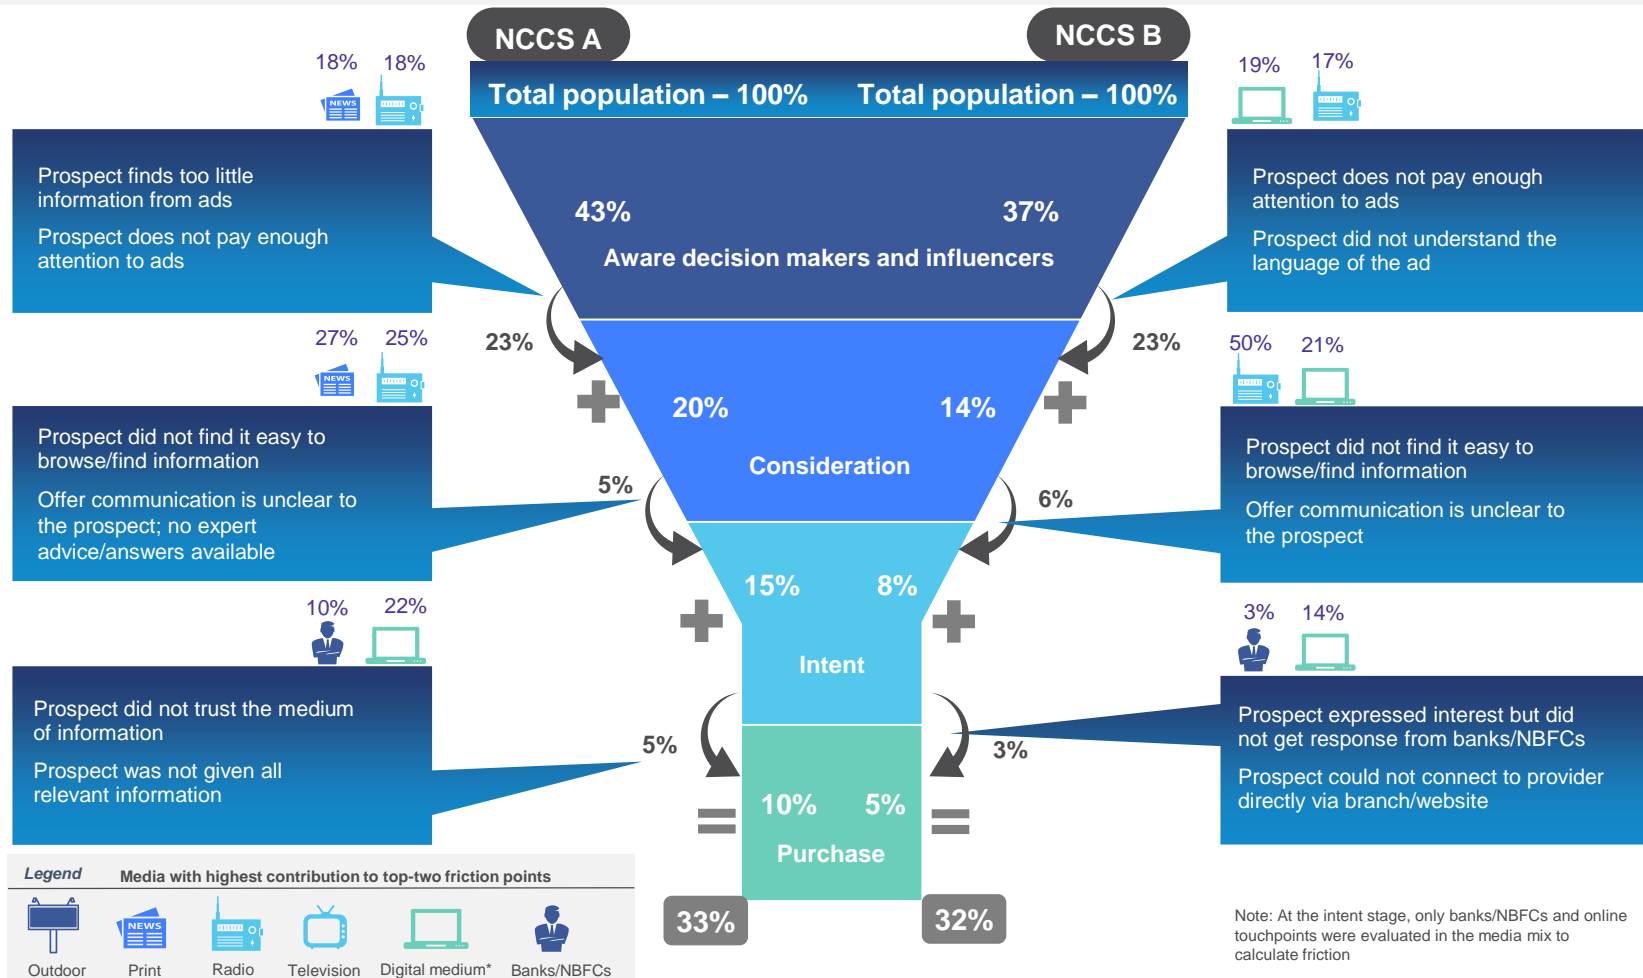 NCCS A
NCCS B
Total population – 100%
Total population – 100%
18%
18%
NEWS
Prospect finds too little
information from ads
Prospect does not pay enough
attention to ads
19%
17%
Prospect does not pay enough
attention to ads
Prospect did not understand the
language of the ad
43%
37%
Aware decision makers and influencers
23%
23%
27%
25%
NEWS
Prospect did not find it easy to
browse/find information
Offer communication is unclear to
the prospect; no expert
advice/answers available
50%
21%
Prospect did not find it easy to
browse/find information
Offer communication is unclear to
the prospect
20%
14%
Consideration
5%
6%
15%
8%
Intent
10%
22%
Prospect did not trust the medium
of information
Prospect was not given all
relevant information
3%
14%
Prospect expressed interest but did
not get response from banks/NBFCs
Prospect could not connect to provider
directly via branch/website
5%
3%
10%
5%
Purchase
33%
32%
Legend
Media with highest contribution to top-two friction points
NEWS
Outdoor
Print
Radio
Television
Digital medium*
Banks/NBFCs
Note: At the intent stage, only banks/NBFCs and online
touchpoints were evaluated in the media mix to
calculate friction